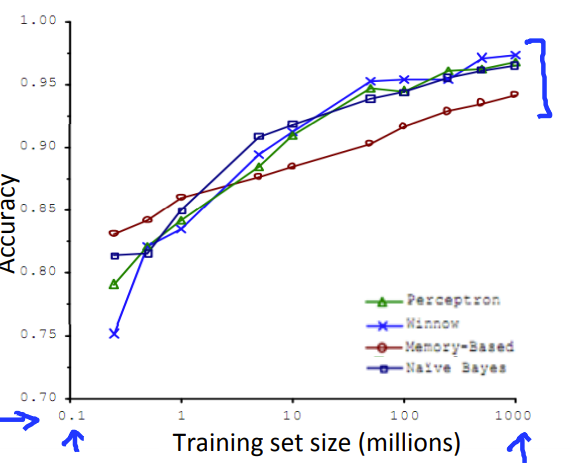 1.00
0.95
0.90
0.85
0.80
0.75
0.70
Accuracy
0.1 1 10 100 1000
Training set size (millions)
Perceptron
Winnow
Memory-Based
Naïve Bayes